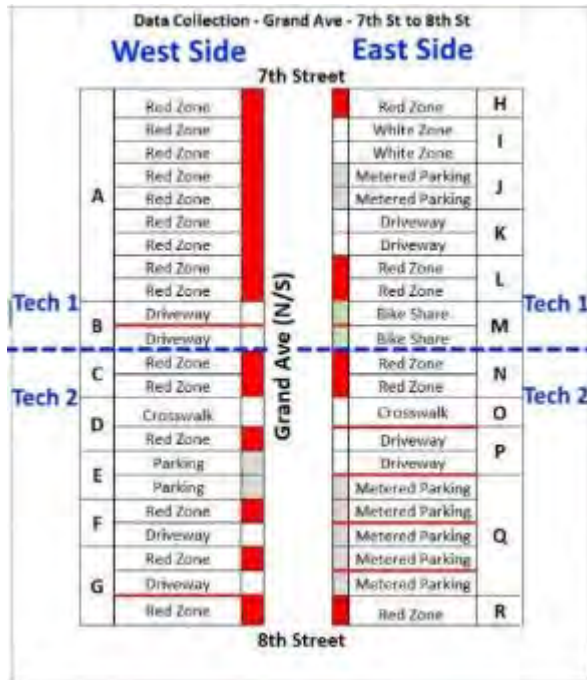 Data Collection - Grand Ave - 7th St to 8th St
West Side
East Side
7th Street
A
Red Zone
Red Zone
Red Zone
Red Zone
Red Zone
Red Zone
Red Zone
Red Zone
Red Zone
Tech 1
B
Driveway
Driveway
Tech 2
C
Red Zone
Red Zone
D
Crosswalk
Red Zone
E
Parking
Parking
F
Red Zone
Driveway
G
Red Zone
Driveway
Red Zone
Grand Ave (N/S)
Red Zone
H
White Zone
White Zone
I
Metered Parking
Metered Parking
J
Driveway
Driveway
K
Red Zone
Red Zone
L
Bike Share
Bike Share
M
Tech 1
Red Zone
Red Zone
N
Tech 2
Crosswalk
O
Driveway
Driveway
P
Metered Parking
Metered Parking
Metered Parking
Metered Parking
Metered Parking
Q
Red Zone
R
8th Street